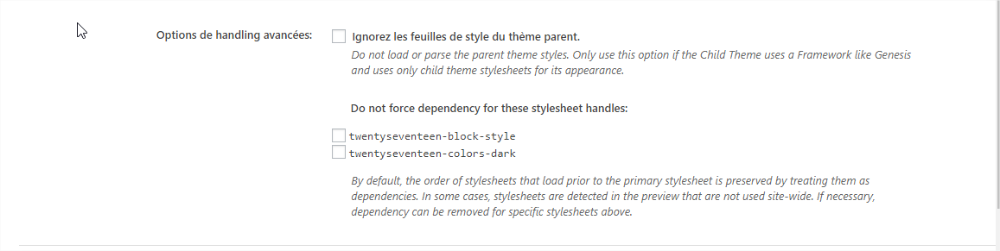 Options de handling avancées:
Ignorez les feuilles de style du thème parent.
Do not load or parse the parent theme styles. Only use this option if the Child Theme uses a Framework like Genesis
and uses only child theme stylesheets for its appearance.
Do not force dependency for these stylesheet handles:
twentyseventeen-block-style
twentyseventeen-colors-dark
By default, the order of stylesheets that load prior to the primary stylesheet is preserved by treating them as
dependencies. In some cases, stylesheets are detected in the preview that are not used site-wide. If necessary,
dependency can be removed for specific stylesheets above.